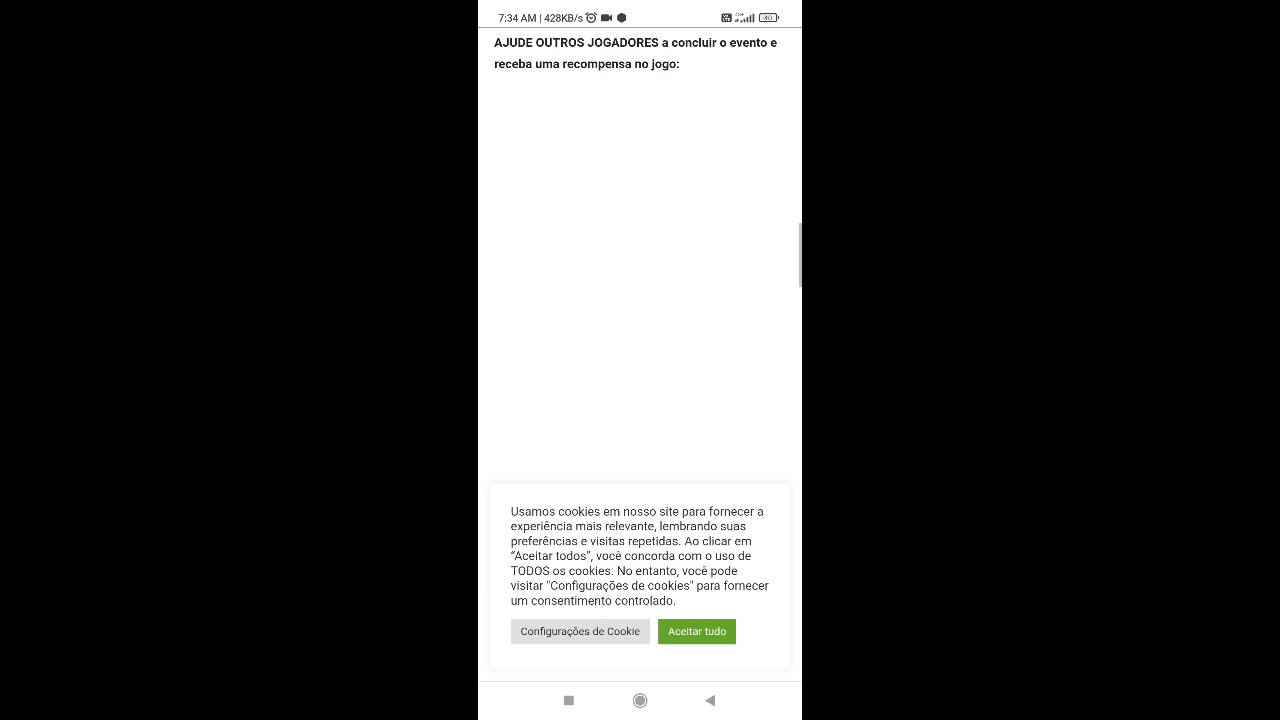 7:34 AM | 428KB/s
40
AJUDE OUTROS JOGADORES a concluir o evento e
receba uma recompensa no jogo:
Usamos cookies em nosso site para fornecer a
experiência mais relevante, lembrando suas
preferências e visitas repetidas. Ao clicar em
“Aceitar todos”, você concorda com o uso de
TODOS os cookies. No entanto, você pode
visitar "Configurações de cookies" para fornecer
um consentimento controlado.
Configurações de Cookie
Aceitar tudo